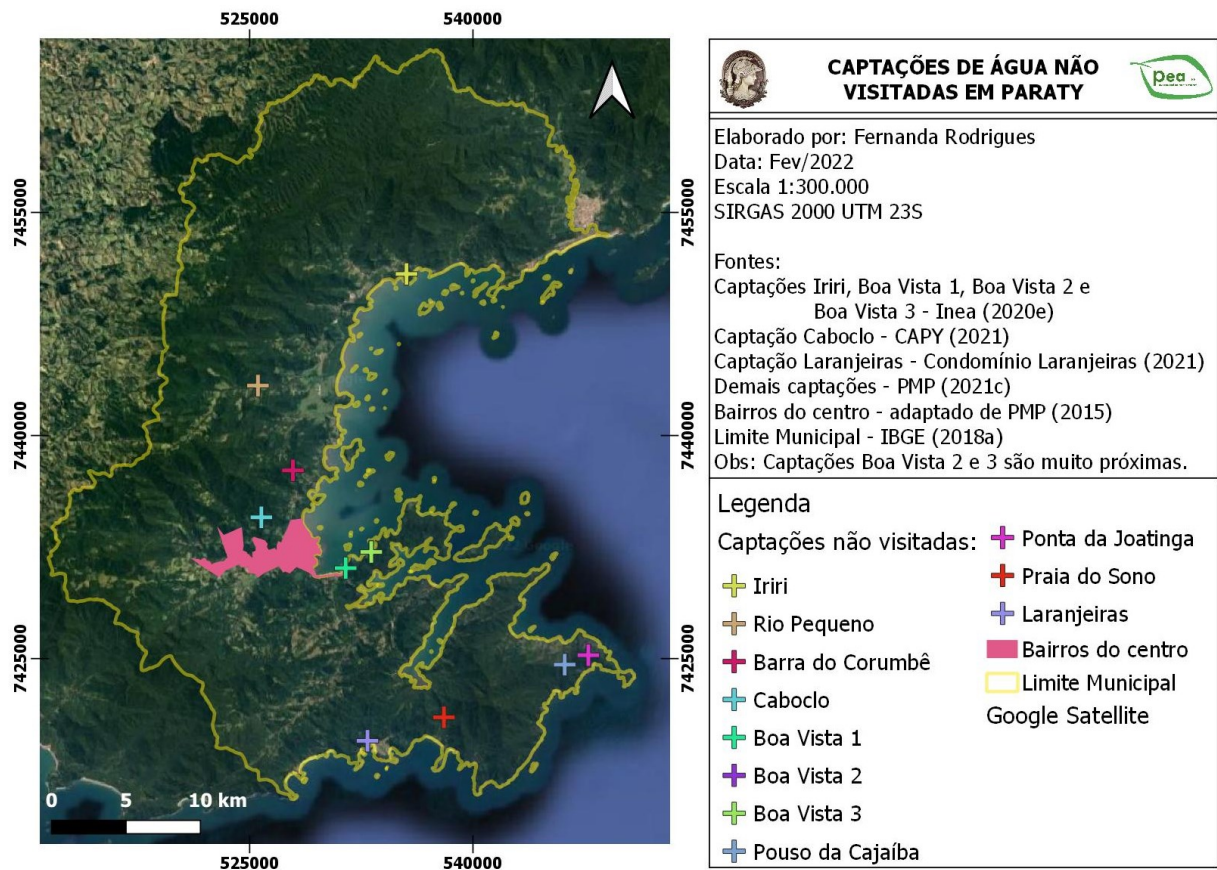 525000
540000
7455000
7440000
7425000
7455000
7440000
7425000
0 5 10 km
525000
540000
CAPTAÇÕES DE ÁGUA NÃO
VISITADAS EM PARATY
pea
Elaborado por: Fernanda Rodrigues
Data: Fev/2022
Escala 1:300.000
SIRGAS 2000 UTM 23S
Fontes:
Captações Iriri, Boa Vista 1, Boa Vista 2 e
Boa Vista 3 - Inea (2020e)
Captação Caboclo - CAPY (2021)
Captação Laranjeiras - Condomínio Laranjeiras (2021)
Demais captações - PMP (2021c)
Bairros do centro - adaptado de PMP (2015)
Limite Municipal - IBGE (2018a)
Obs: Captações Boa Vista 2 e 3 são muito próximas.
Legenda
Captações não visitadas:
Iriri
Rio Pequeno
Barra do Corumbê
Caboclo
Boa Vista 1
Boa Vista 2
Boa Vista 3
Pouso da Cajaíba
Ponta da Joatinga
Praia do Sono
Laranjeiras
Bairros do centro
Limite Municipal
Google Satellite